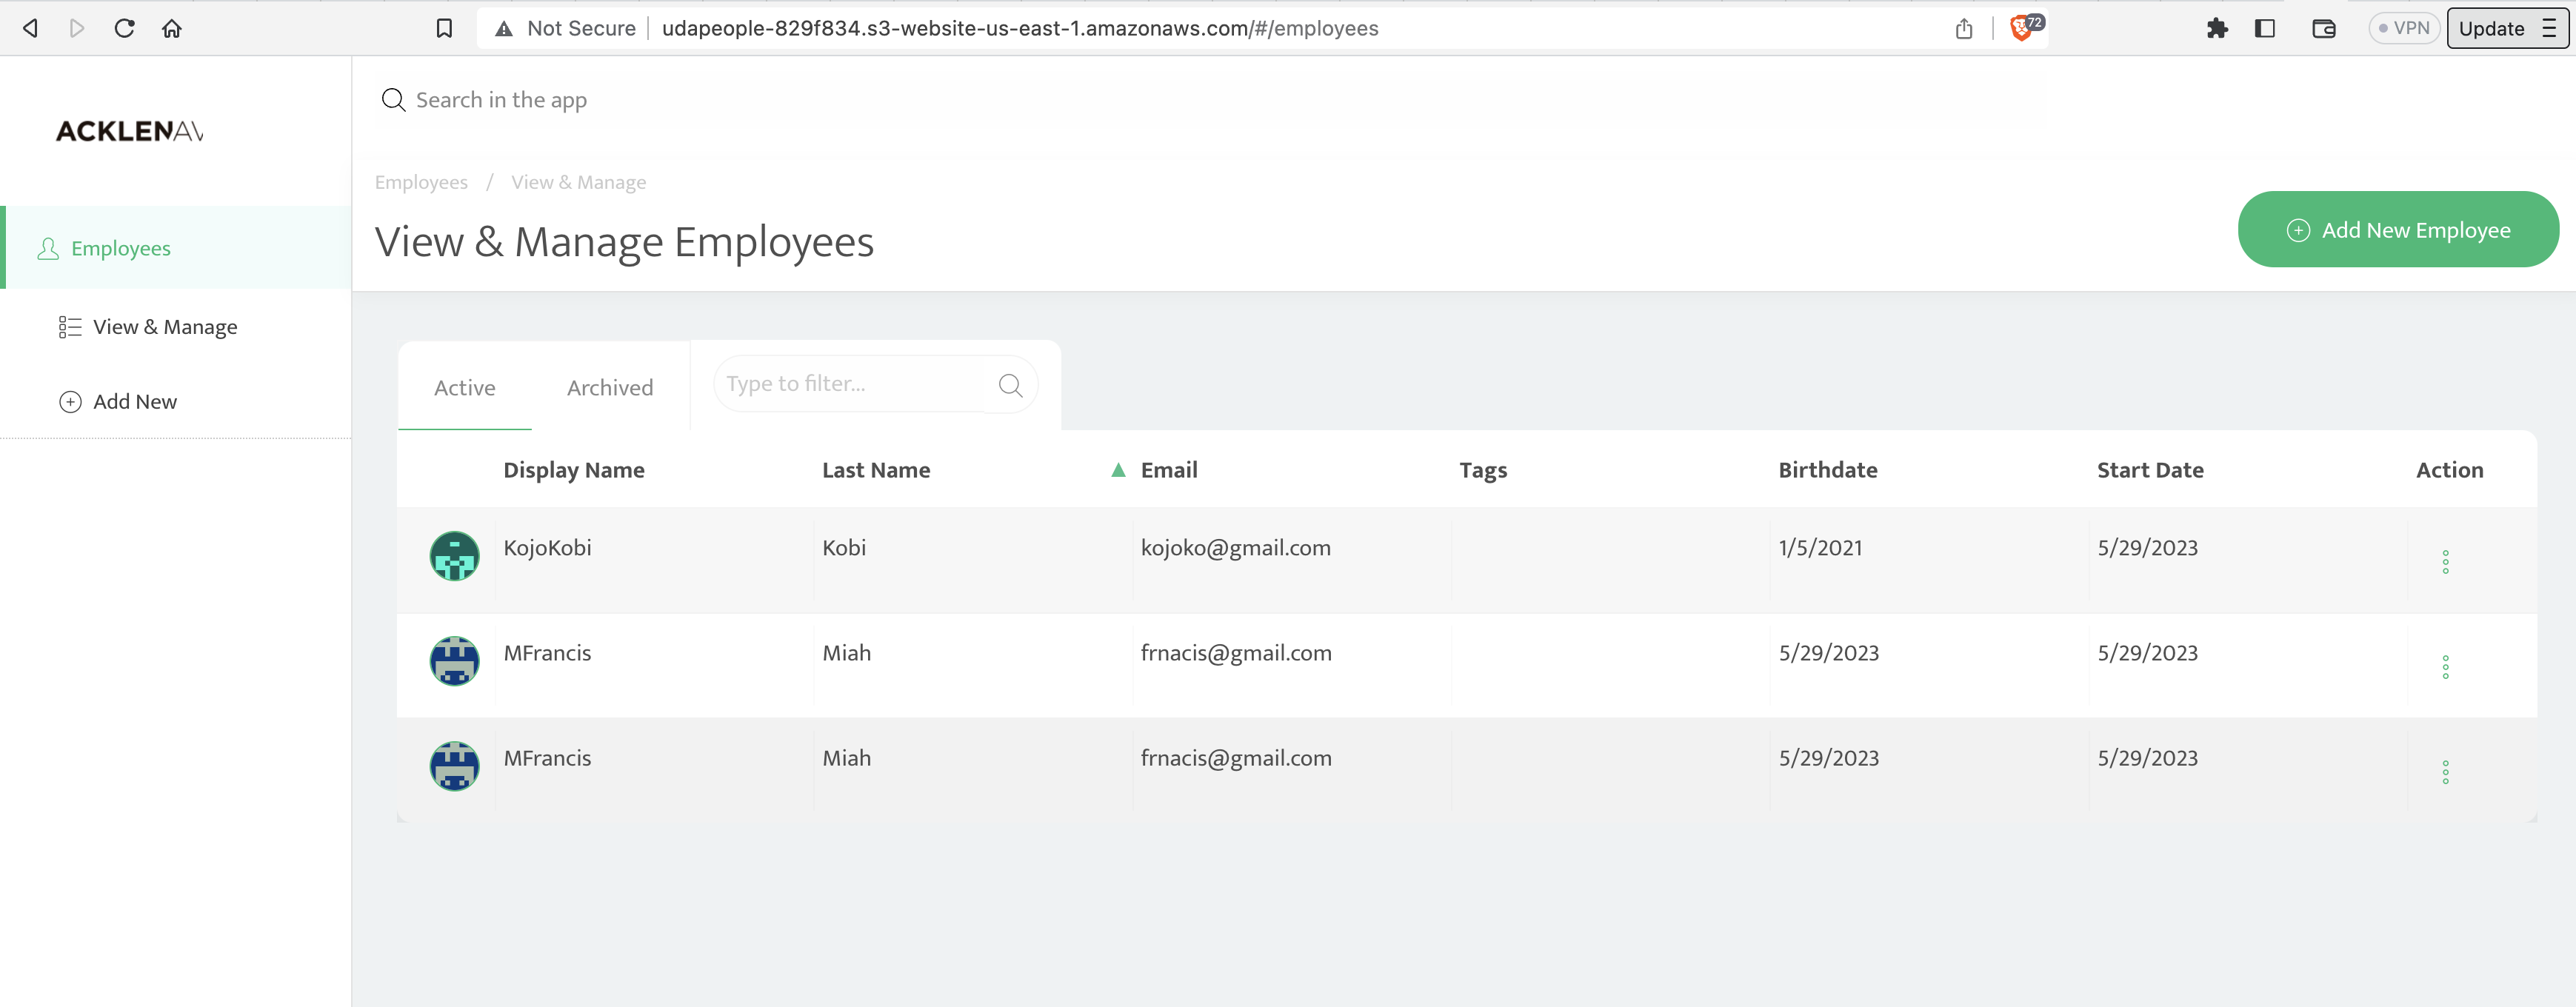 Not Secure udapeople-829f834.s3-website-us-east-1.amazonaws.com/#/employees 72 VPN Update
Search in the app
ACKLENAV
Employees / View & Manage
View & Manage Employees
Add New Employee
Employees
View & Manage
Add New
Active Archived Type to filter...
Display Name Last Name Email Tags Birthdate Start Date Action
KojoKobi Kobi kojoko@gmail.com 1/5/2021 5/29/2023
MFrancis Miah frnacis@gmail.com 5/29/2023 5/29/2023
MFrancis Miah frnacis@gmail.com 5/29/2023 5/29/2023